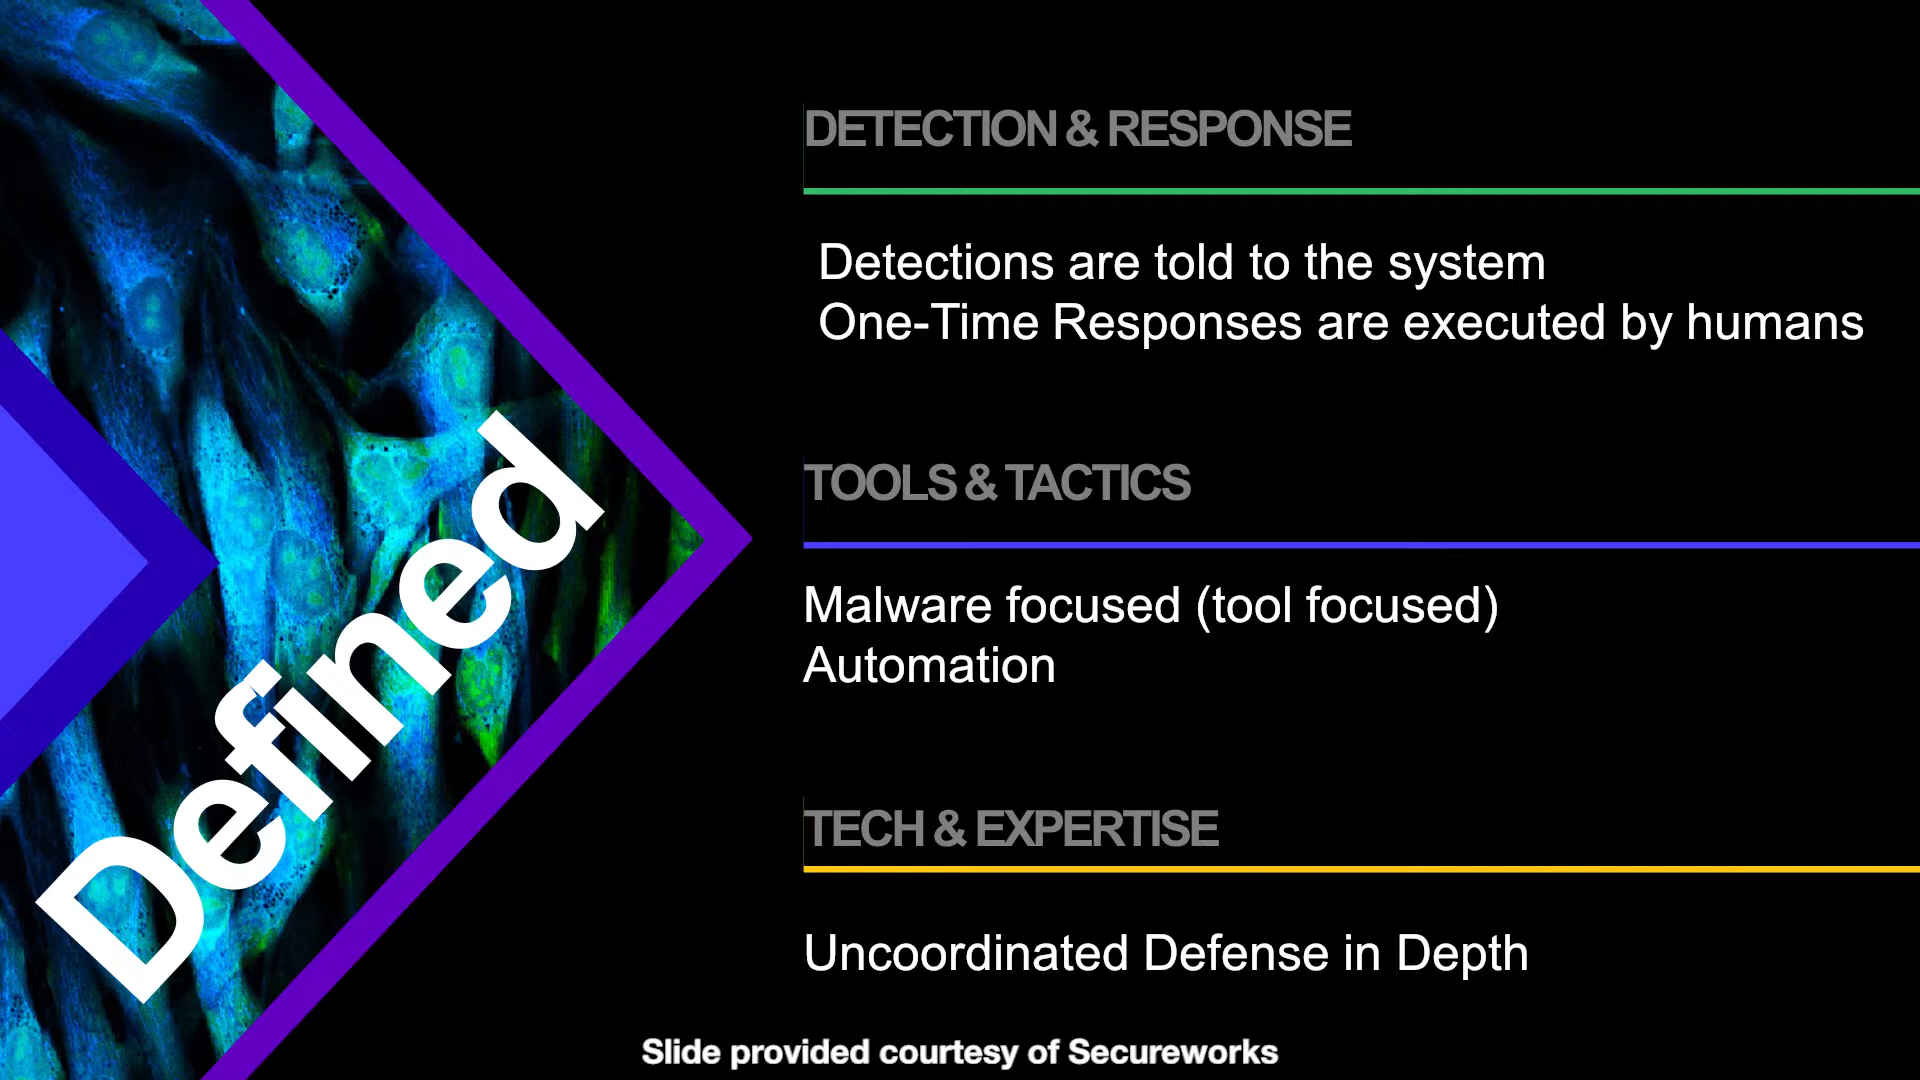 Defined
DETECTION & RESPONSE
Detections are told to the system
One-Time Responses are executed by humans
TOOLS & TACTICS
Malware focused (tool focused)
Automation
TECH & EXPERTISE
Uncoordinated Defense in Depth
Slide provided courtesy of Secureworks